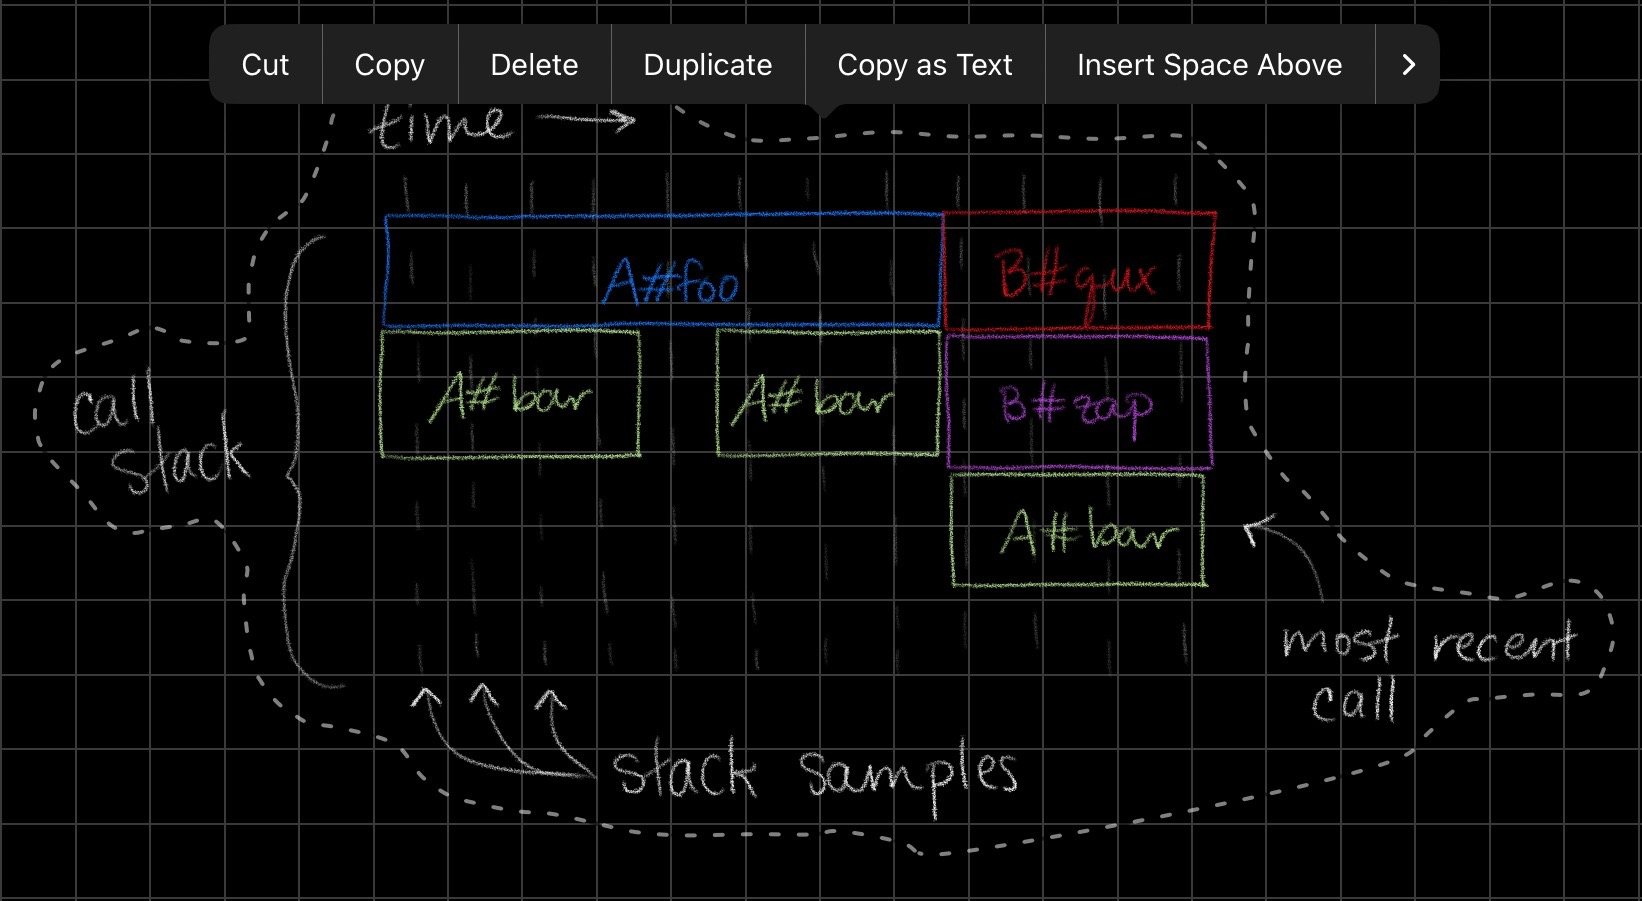 Cut
Copy
Delete
Duplicate
Copy as Text
Insert Space Above
time
A#foo
B#qux
A#bar
A#bar
B#zap
call
stack
A#bar
most recent
call
stack samples